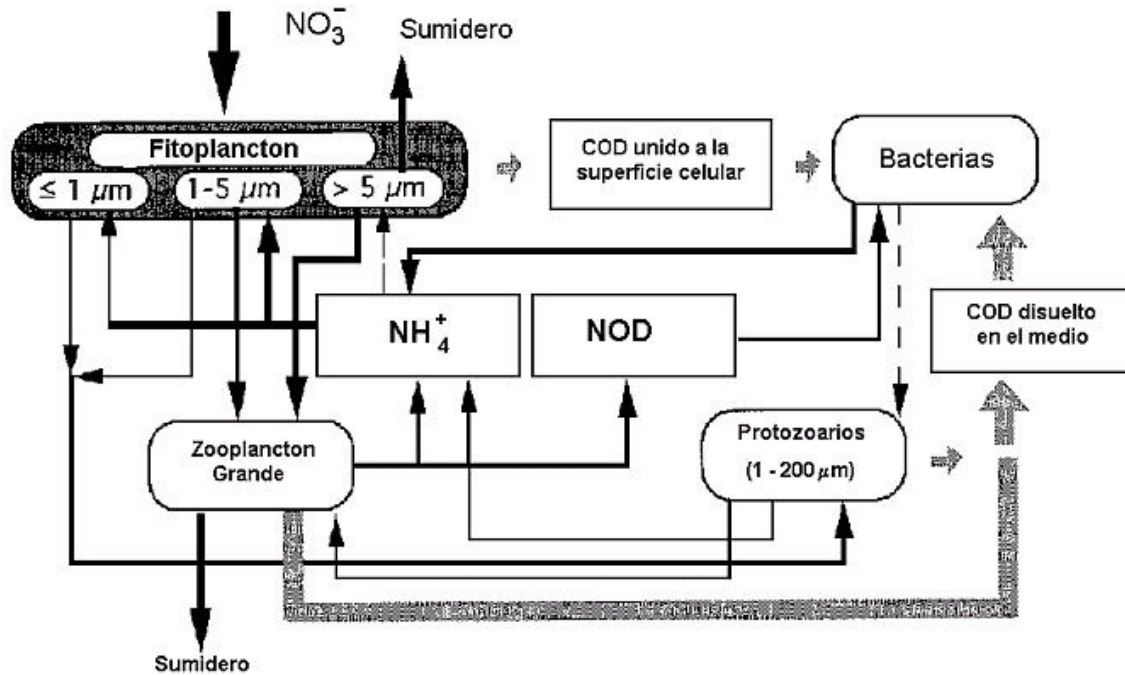 NO₃⁻
Sumidero
Fitoplancton
≤ 1 µm
1-5 µm
> 5 µm
COD unido a la
superficie celular
Bacterias
NH₄⁺
NOD
COD disuelto
en el medio
Zooplancton
Grande
Protozoarios
(1 - 200 µm)
Sumidero